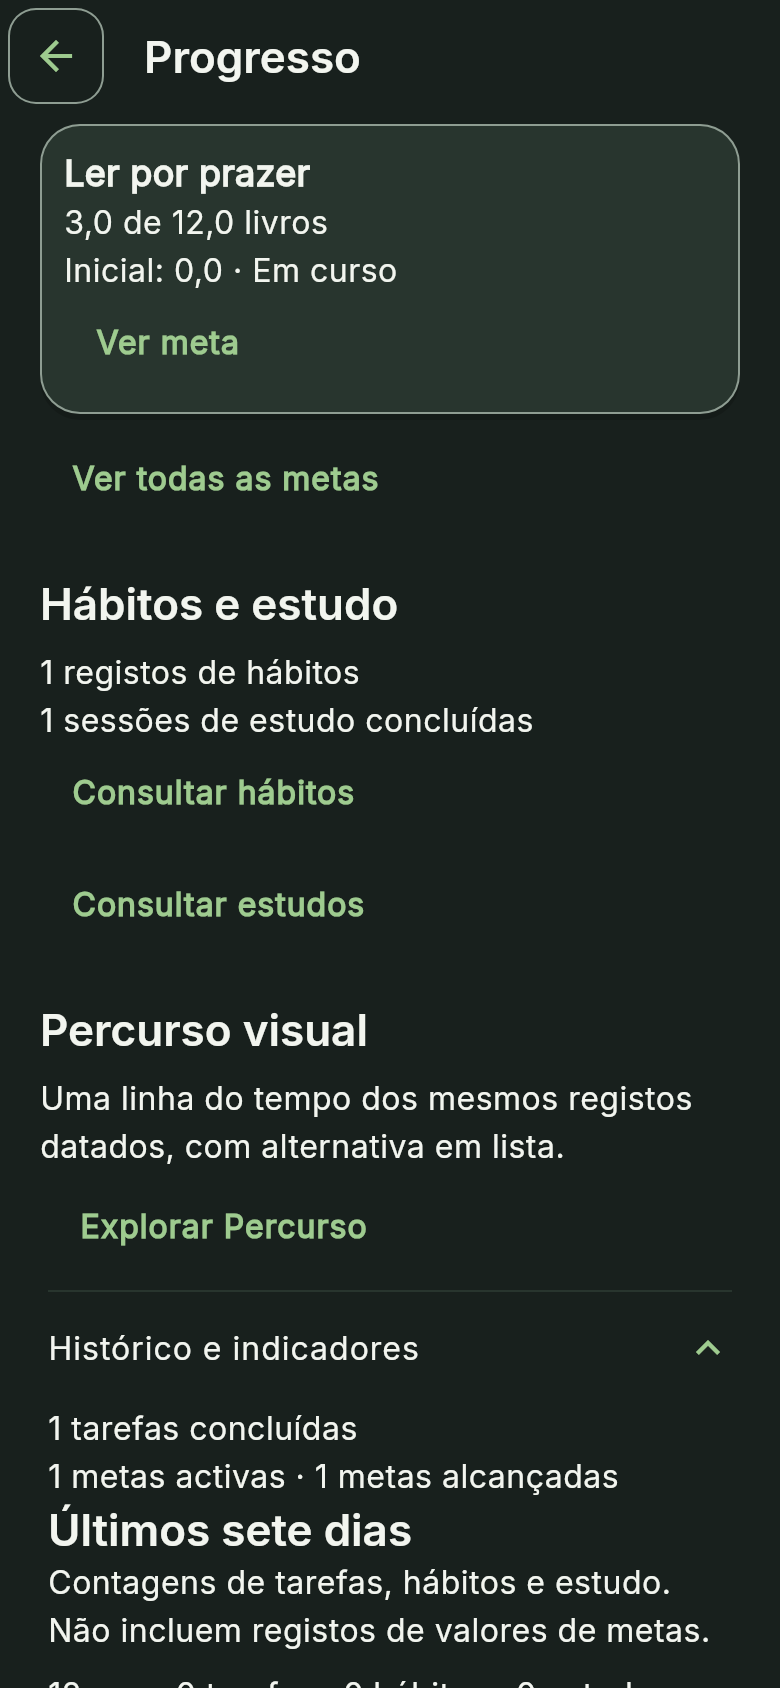 Progresso
Ler por prazer
3,0 de 12,0 livros
Inicial: 0,0 · Em curso
Ver meta
Ver todas as metas
Hábitos e estudo
1 registos de hábitos
1 sessões de estudo concluídas
Consultar hábitos
Consultar estudos
Percurso visual
Uma linha do tempo dos mesmos registos
datados, com alternativa em lista.
Explorar Percurso
Histórico e indicadores
1 tarefas concluídas
1 metas activas · 1 metas alcançadas
Últimos sete dias
Contagens de tarefas, hábitos e estudo.
Não incluem registos de valores de metas.